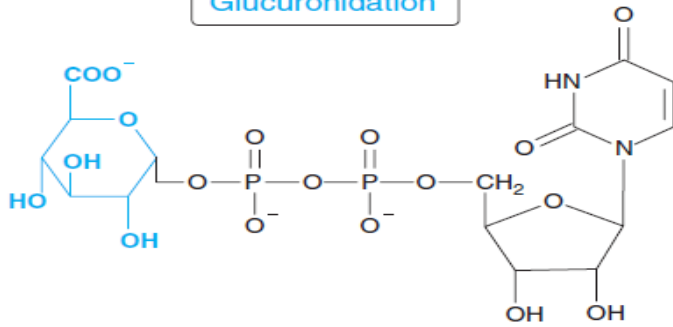 Glucuronidation
O
COO⁻
HN
O
O O O
N
OH O P O P O CH₂ O
HO O⁻ O⁻
OH
OH OH